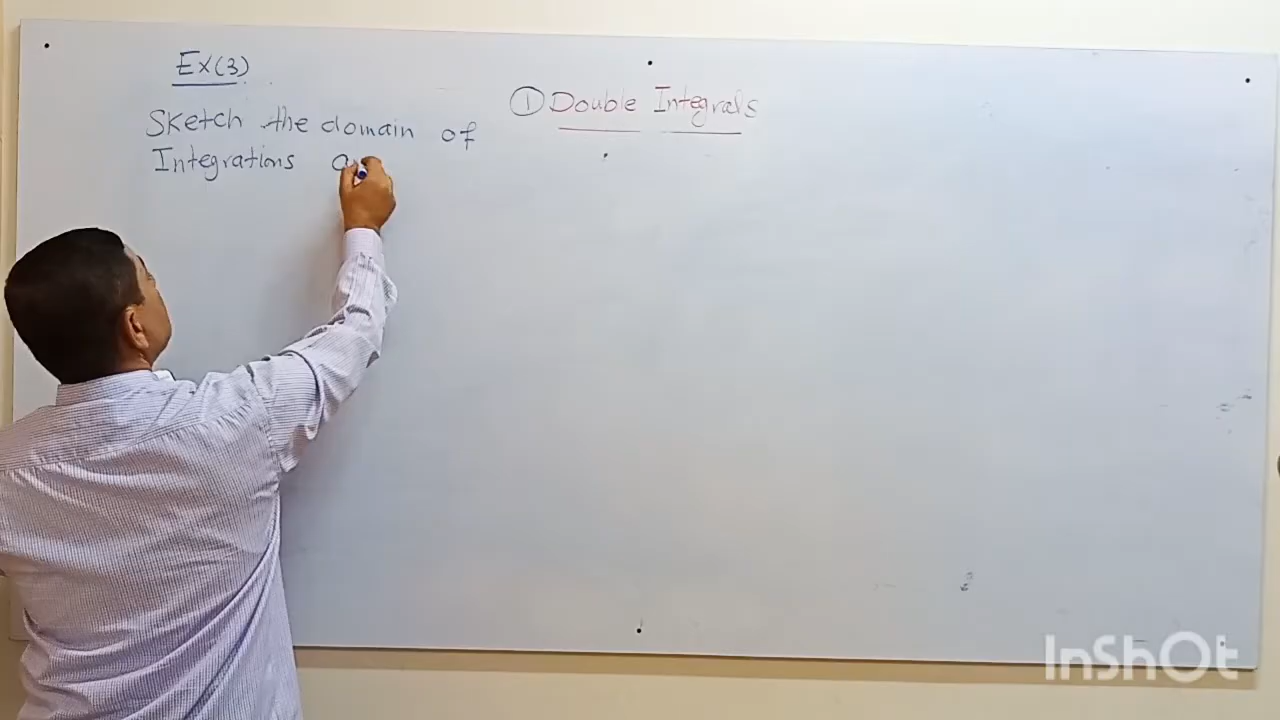 Ex(3)
① Double Integrals
Sketch the domain of
Integrations
InShOt